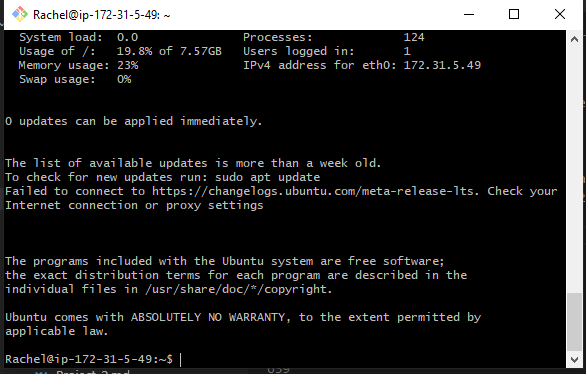 Rachel@ip-172-31-5-49: ~
System load: 0.0 Processes: 124
Usage of /: 19.8% of 7.57GB Users logged in: 1
Memory usage: 23% IPv4 address for eth0: 172.31.5.49
Swap usage: 0%
0 updates can be applied immediately.
The list of available updates is more than a week old.
To check for new updates run: sudo apt update
Failed to connect to https://changelogs.ubuntu.com/meta-release-lts. Check your
Internet connection or proxy settings
The programs included with the Ubuntu system are free software;
the exact distribution terms for each program are described in the
individual files in /usr/share/doc/*/copyright.
Ubuntu comes with ABSOLUTELY NO WARRANTY, to the extent permitted by
applicable law.
Rachel@ip-172-31-5-49:~$